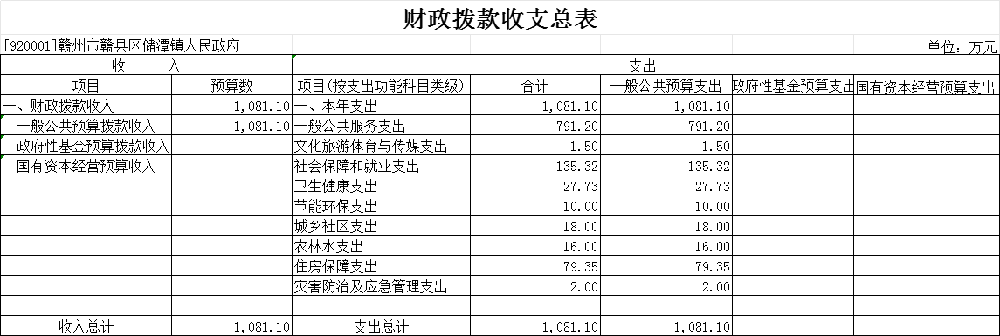 财政拨款收支总表
[920001]赣州市赣县区储潭镇人民政府 单位：万元
收 入 支出
项目 预算数 项目(按支出功能科目类级) 合计 一般公共预算支出 政府性基金预算支出 国有资本经营预算支出
一、财政拨款收入 1,081.10 一、本年支出 1,081.10 1,081.10
一般公共预算拨款收入 1,081.10 一般公共服务支出 791.20 791.20
政府性基金预算拨款收入 文化旅游体育与传媒支出 1.50 1.50
国有资本经营预算收入 社会保障和就业支出 135.32 135.32
卫生健康支出 27.73 27.73
节能环保支出 10.00 10.00
城乡社区支出 18.00 18.00
农林水支出 16.00 16.00
住房保障支出 79.35 79.35
灾害防治及应急管理支出 2.00 2.00
收入总计 1,081.10 支出总计 1,081.10 1,081.10